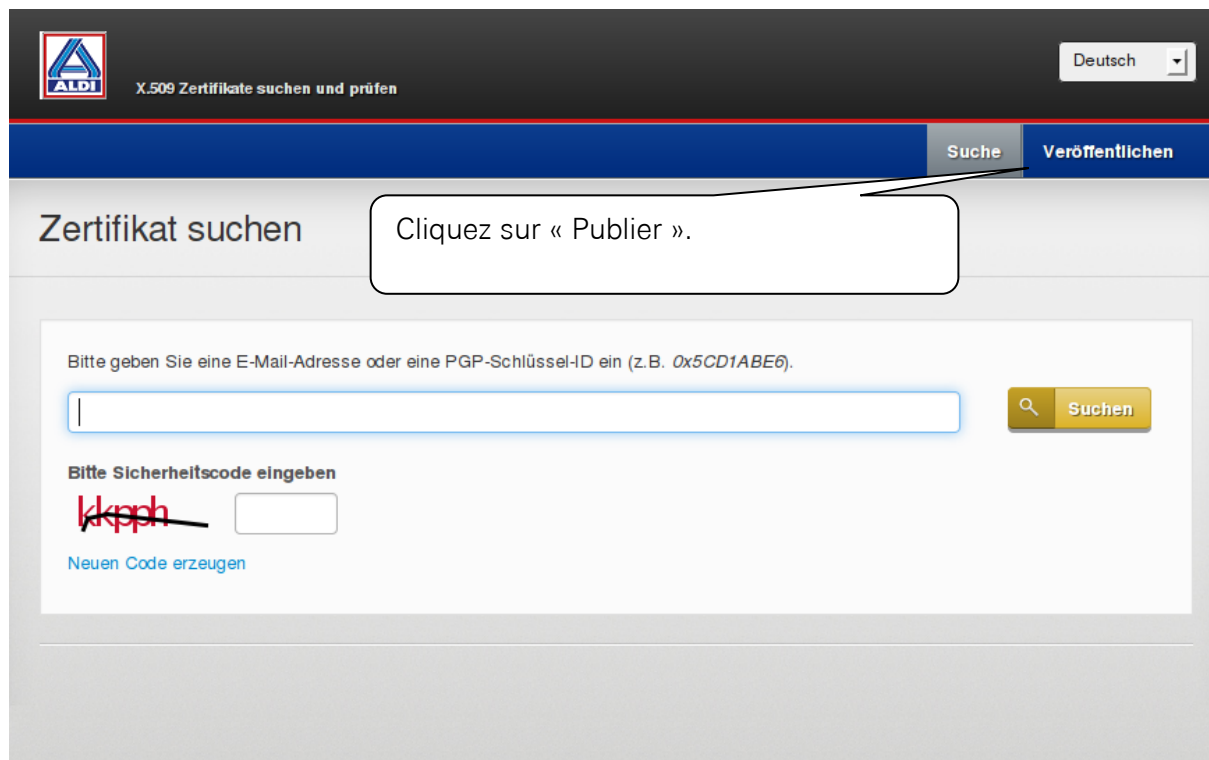 Deutsch
ALDI
X.509 Zertifikate suchen und prüfen
Suche Veröffentlichen
Zertifikat suchen
Cliquez sur « Publier ».
Bitte geben Sie eine E-Mail-Adresse oder eine PGP-Schlüssel-ID ein (z.B. 0x5CD1ABE6).
Suchen
Bitte Sicherheitscode eingeben
kkpph
Neuen Code erzeugen